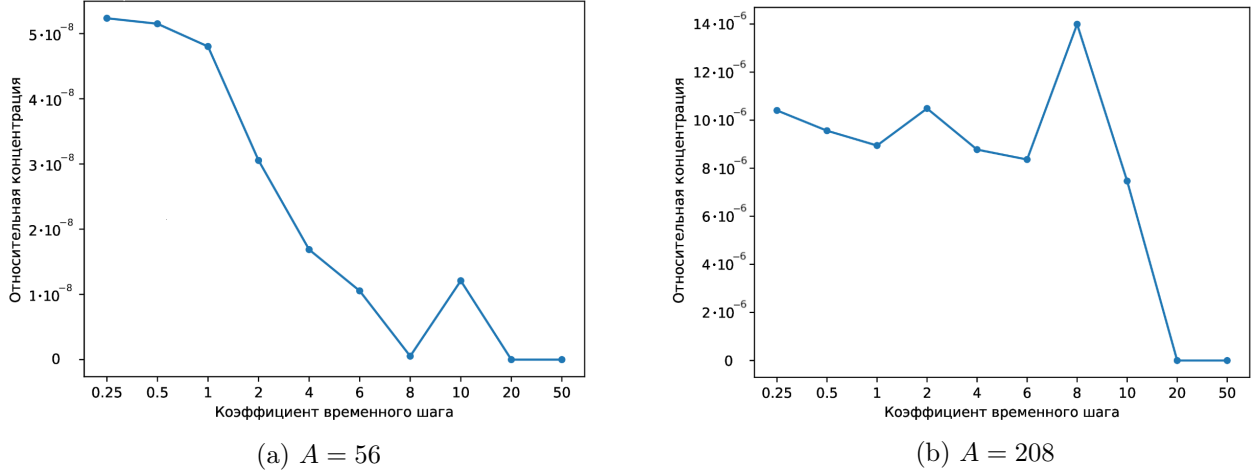 Относительная концентрация
5·10⁻⁸
4·10⁻⁸
3·10⁻⁸
2·10⁻⁸
1·10⁻⁸
0
0.25 0.5 1 2 4 6 8 10 20 50
Коэффициент временного шага
(a) A = 56
Относительная концентрация
14·10⁻⁶
12·10⁻⁶
10·10⁻⁶
8·10⁻⁶
6·10⁻⁶
4·10⁻⁶
2·10⁻⁶
0
0.25 0.5 1 2 4 6 8 10 20 50
Коэффициент временного шага
(b) A = 208